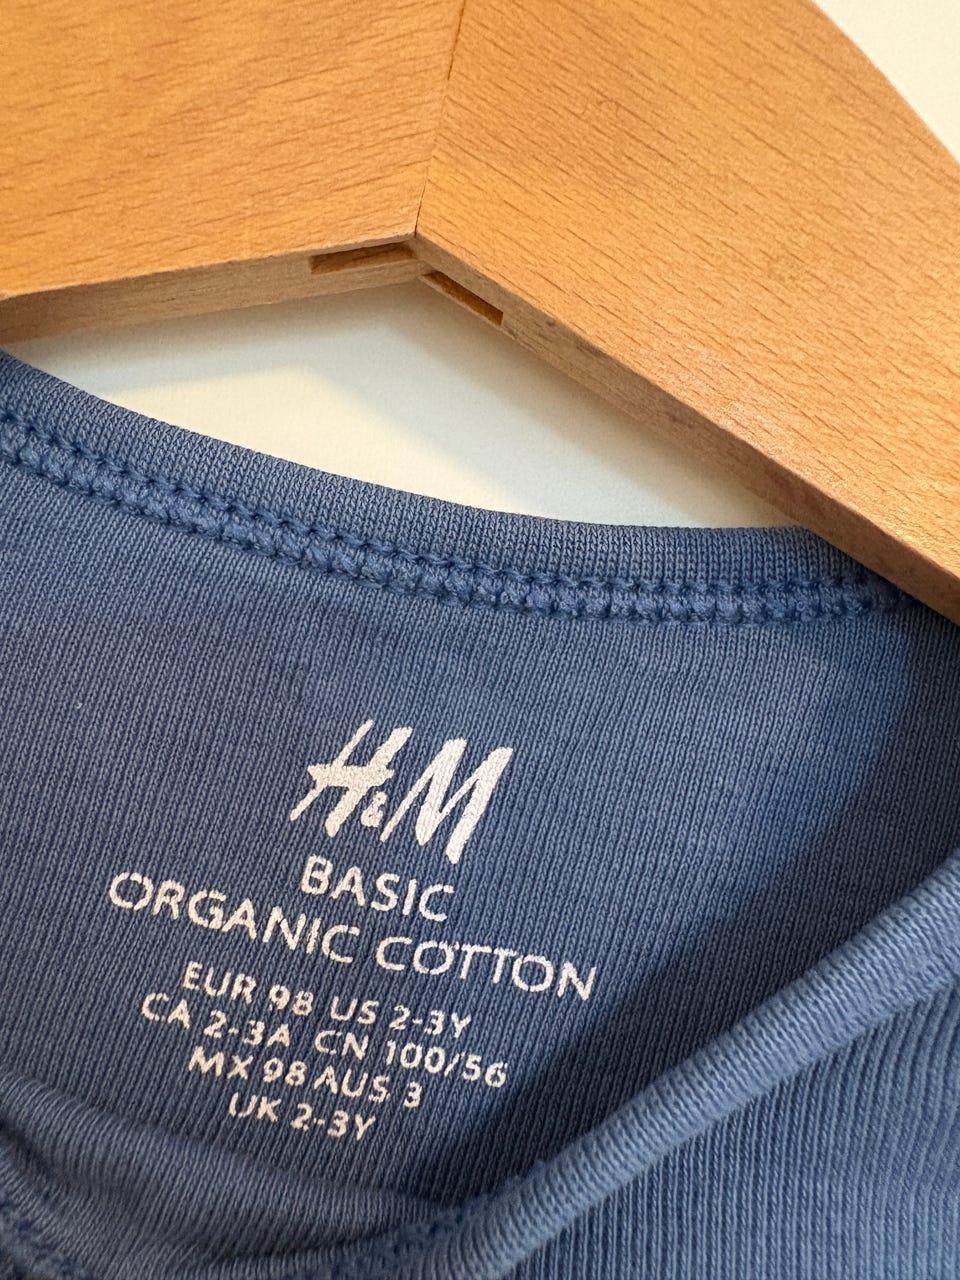 H&M
BASIC
ORGANIC COTTON
EUR 98 US 2-3Y
CA 2-3A CN 100/56
MX 98 AUS 3
UK 2-3Y